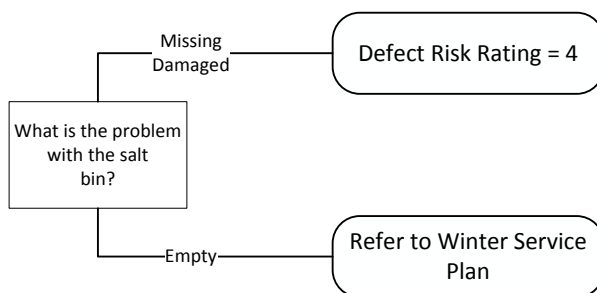 Missing
Damaged
Defect Risk Rating = 4
What is the problem
with the salt
bin?
Empty
Refer to Winter Service
Plan